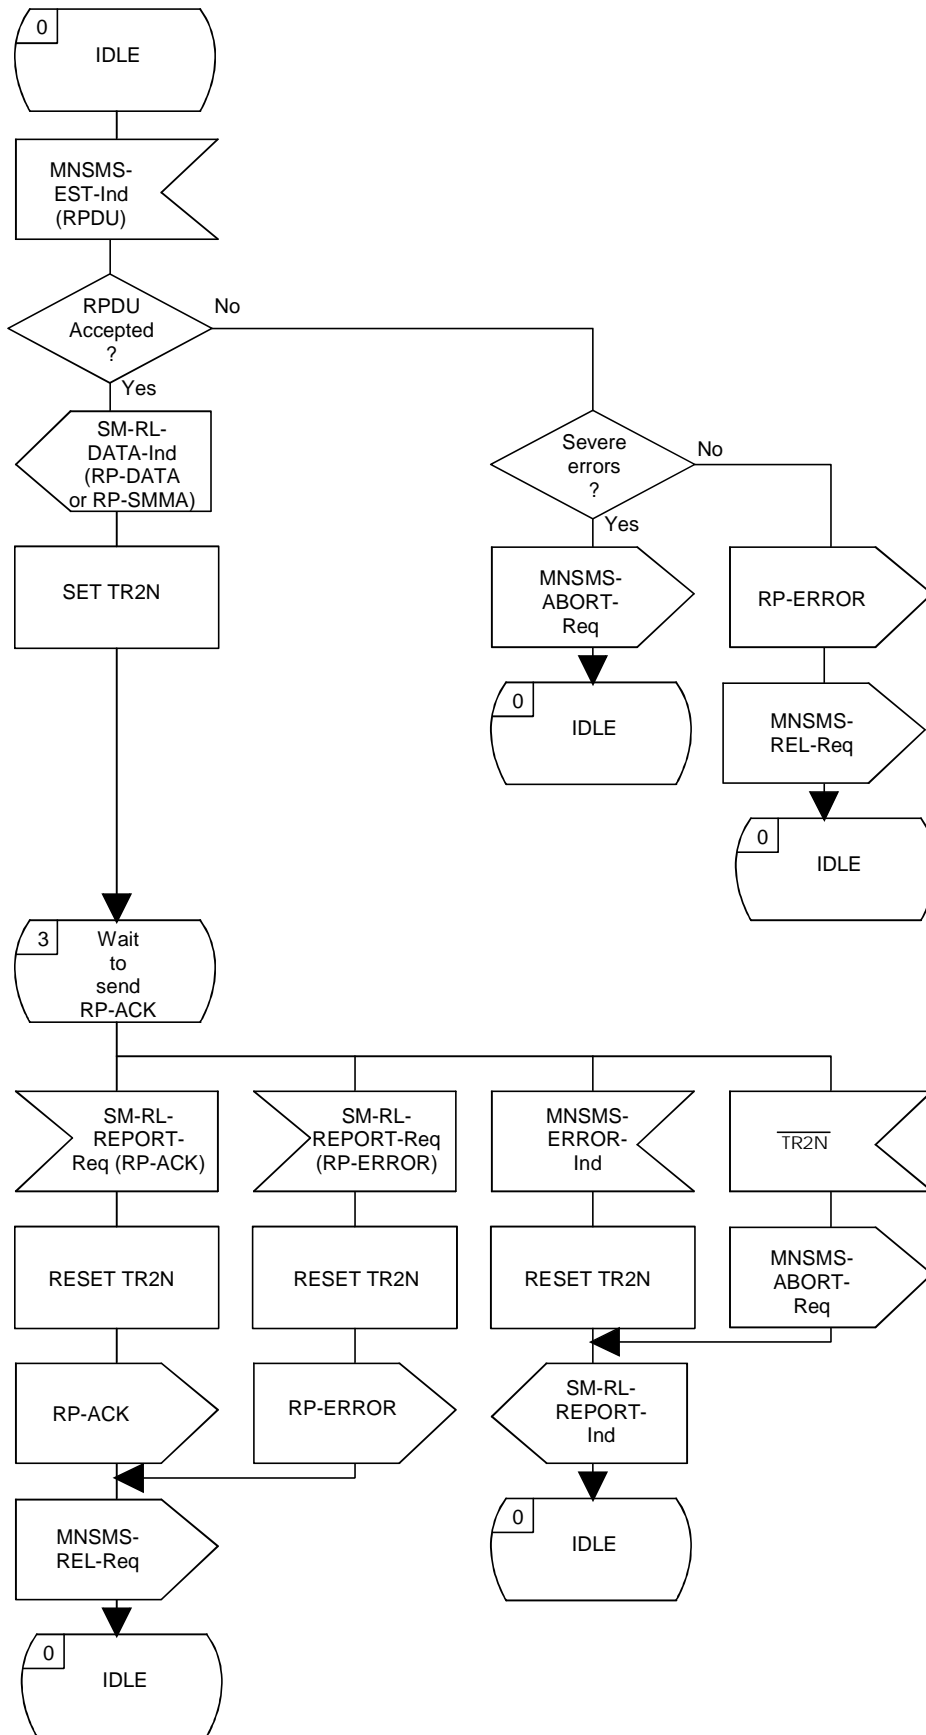 0
IDLE
MNSMS-
EST-Ind
(RPDU)
RPDU
Accepted
?
No
Yes
SM-RL-
DATA-Ind
(RP-DATA
or RP-SMMA)
Severe
errors
?
No
Yes
SET TR2N
MNSMS-
ABORT-
Req
RP-ERROR
0
IDLE
MNSMS-
REL-Req
0
IDLE
3
Wait
to
send
RP-ACK
SM-RL-
REPORT-
Req (RP-ACK)
SM-RL-
REPORT-Req
(RP-ERROR)
MNSMS-
ERROR-
Ind
TR2N
RESET TR2N
RESET TR2N
RESET TR2N
MNSMS-
ABORT-
Req
RP-ACK
RP-ERROR
SM-RL-
REPORT-
Ind
MNSMS-
REL-Req
0
IDLE
0
IDLE